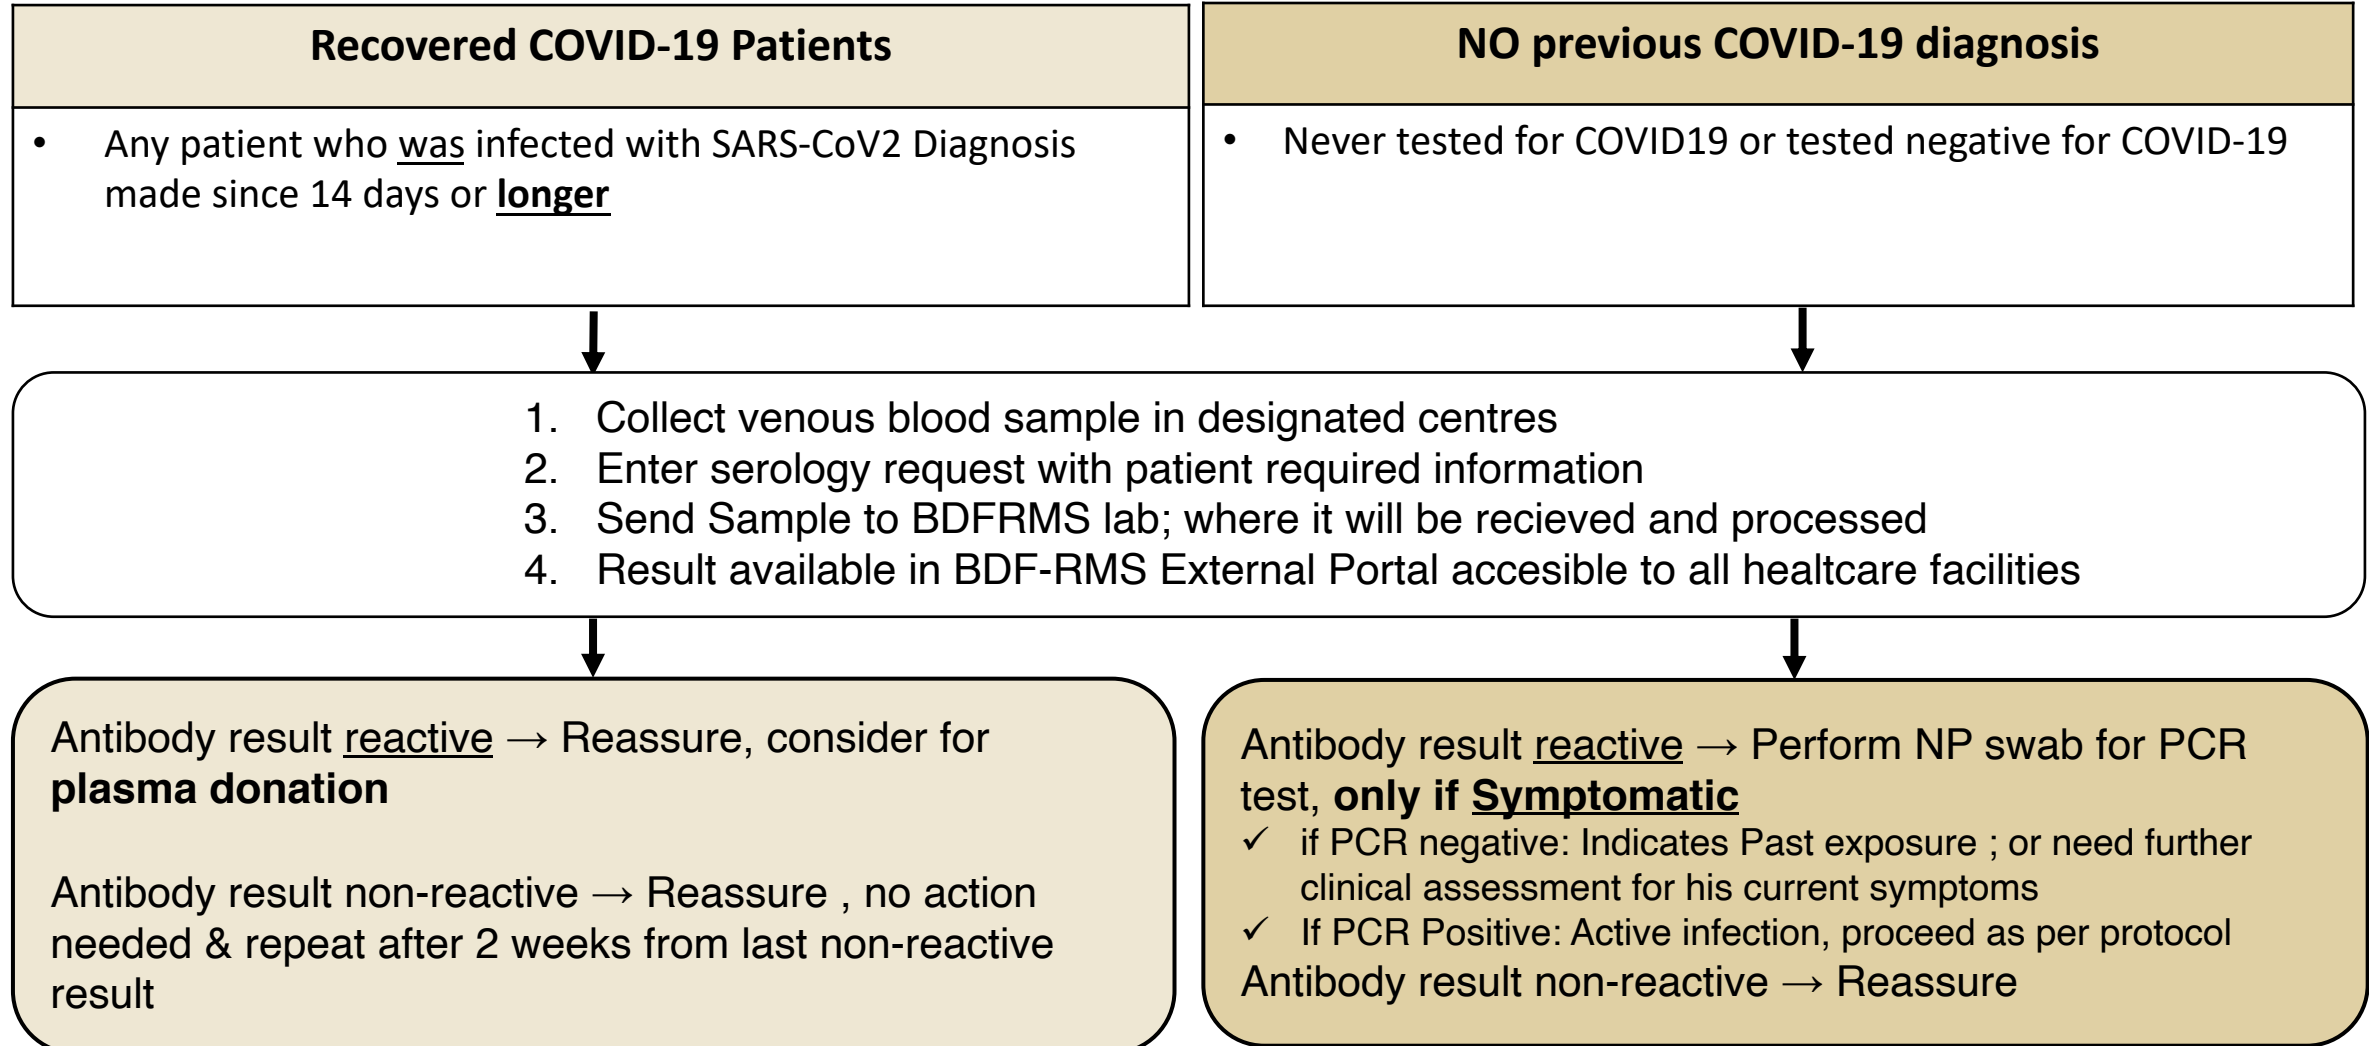 Recovered COVID-19 Patients
• Any patient who was infected with SARS-CoV2 Diagnosis
made since 14 days or longer
NO previous COVID-19 diagnosis
• Never tested for COVID19 or tested negative for COVID-19
1. Collect venous blood sample in designated centres
2. Enter serology request with patient required information
3. Send Sample to BDFRMS lab; where it will be recieved and processed
4. Result available in BDF-RMS External Portal accesible to all healtcare facilities
Antibody result reactive → Reassure, consider for
plasma donation
Antibody result non-reactive → Reassure , no action
needed & repeat after 2 weeks from last non-reactive
result
Antibody result reactive → Perform NP swab for PCR
test, only if Symptomatic
✓ if PCR negative: Indicates Past exposure ; or need further
clinical assessment for his current symptoms
✓ If PCR Positive: Active infection, proceed as per protocol
Antibody result non-reactive → Reassure